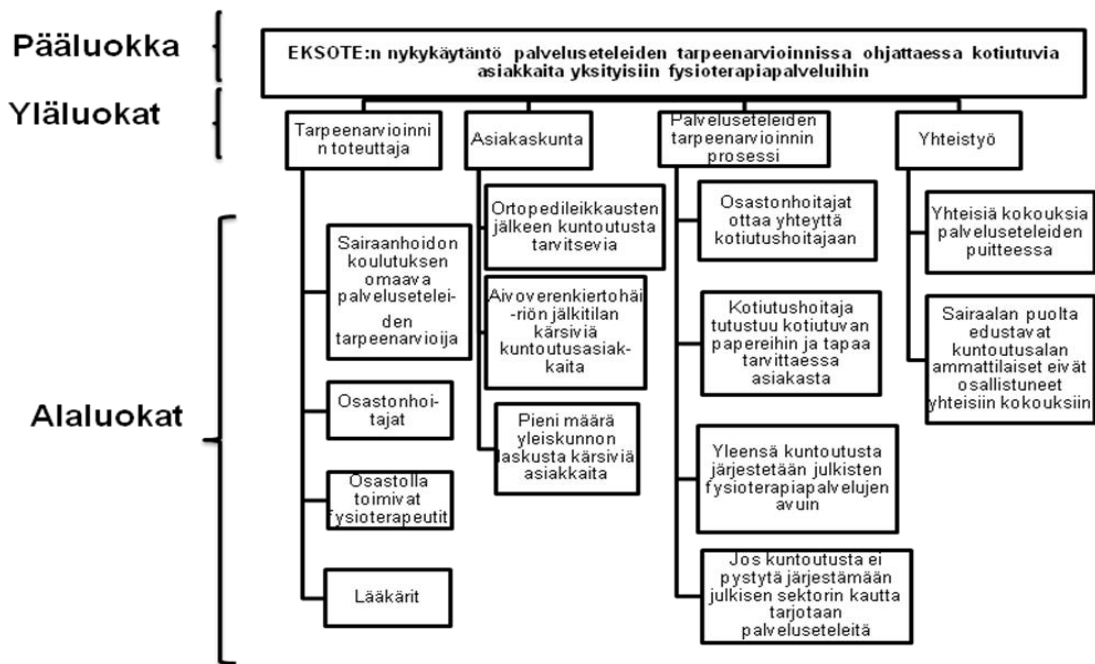 Pääluokka
EKSOTE:n nykykäytäntö palveluseteleiden tarpeenarvioinnissa ohjattaessa kotiutuvia
asiakkaita yksityisiin fysioterapiapalveluihin
Yläluokat
Tarpeenarvioinni
n toteuttaja
Asiakaskunta
Palveluseteleiden
tarpeenarvioinnin
prosessi
Yhteistyö
Alaluokat
Sairaanhoidon
koulutuksen
omaava
palvelusetelei-
den
tarpeenarvioija
Osastonhoi-
tajat
Osastolla
toimivat
fysioterapeutit
Lääkärit
Ortopedileikkausten
jälkeen kuntoutusta
tarvitsevia
Aivoverenkiertohäi
-riön jälkitilan
kärsiviä
kuntoutusasiak-
kaita
Pieni määrä
yleiskunnon
laskusta kärsiviä
asiakkaita
Osastonhoitajat
ottaa yhteyttä
kotiutushoitajaan
Kotiutushoitaja
tutustuu kotiutuvan
papereihin ja tapaa
tarvittaessa
asiakasta
Yleensä kuntoutusta
järjestetään julkisten
fysioterapiapalvelujen
avuin
Jos kuntoutusta ei
pystytä järjestämään
julkisen sektorin kautta
tarjotaan
palveluseteleitä
Yhteisiä kokouksia
palveluseteleiden
puitteessa
Sairaalan puolta
edustavat
kuntoutusalan
ammattilaiset eivät
osallistuneet
yhteisiin kokouksiin